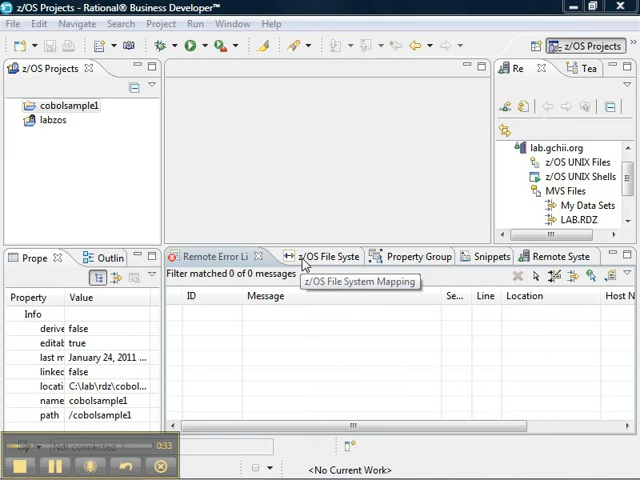 z/OS Projects - Rational® Business Developer™
File Edit Navigate Search Project Run Window Help
z/OS Projects
z/OS Projects
Re
Tea
cobolsample1
labzos
lab.gchii.org
z/OS UNIX Files
z/OS UNIX Shells
MVS Files
My Data Sets
LAB.RDZ
Prope
Outlin
Remote Error Li
z/OS File Syste
Property Group
Snippets
Remote Syste
Filter matched 0 of 0 messages
z/OS File System Mapping
Property Value
Info
derive false
editab true
last m January 24, 2011
linked false
locati C:\lab\rdz\cobol
name cobolsample1
path /cobolsample1
ID Message Se... Line Location Host N
Not connected
0:33
<No Current Work>